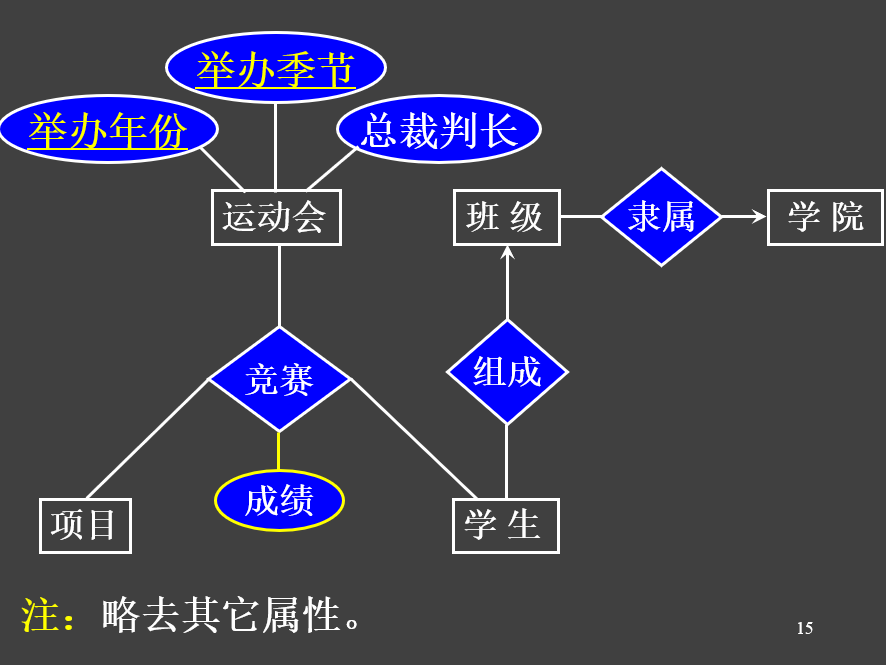 举办季节
举办年份
总裁判长
运动会
班 级
隶属
学 院
竞赛
组成
成绩
项目
学 生
注：略去其它属性。
15